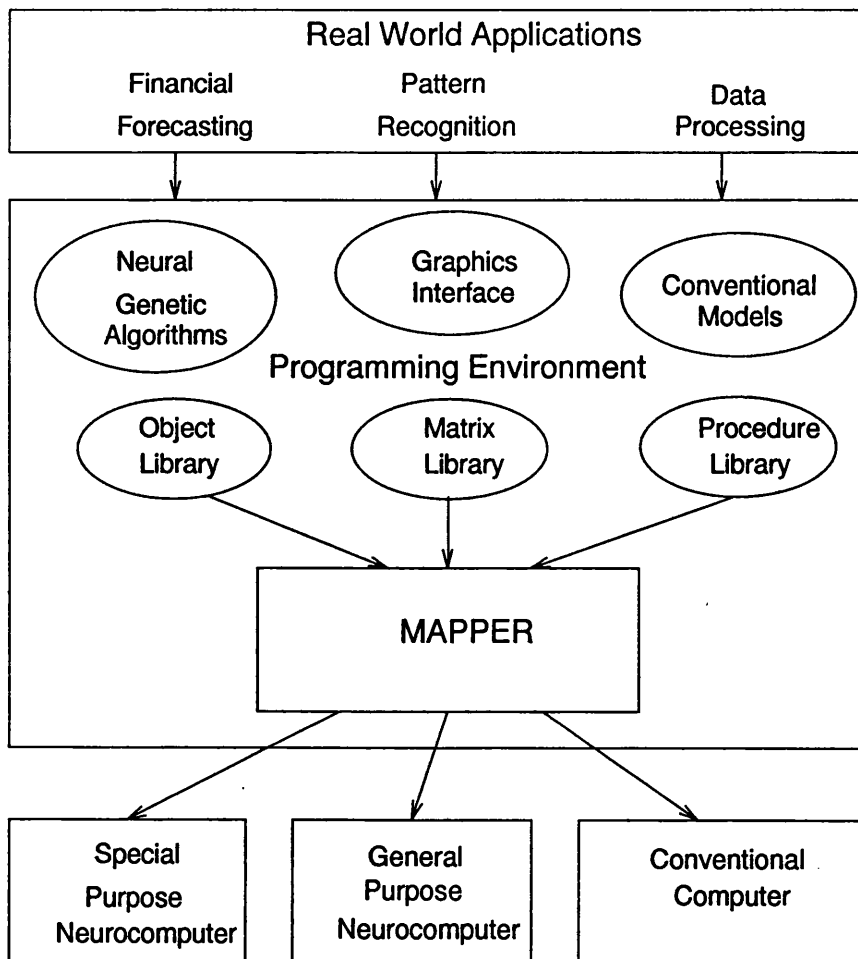 Real World Applications
Financial
Forecasting
Pattern
Recognition
Data
Processing
Neural
Genetic
Algorithms
Graphics
Interface
Conventional
Models
Programming Environment
Object
Library
Matrix
Library
Procedure
Library
MAPPER
Special
Purpose
Neurocomputer
General
Purpose
Neurocomputer
Conventional
Computer